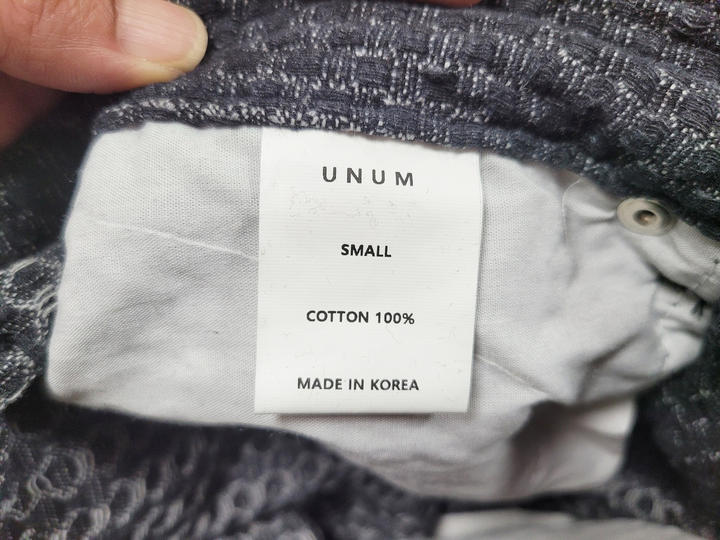 UNUM
SMALL
COTTON 100%
MADE IN KOREA